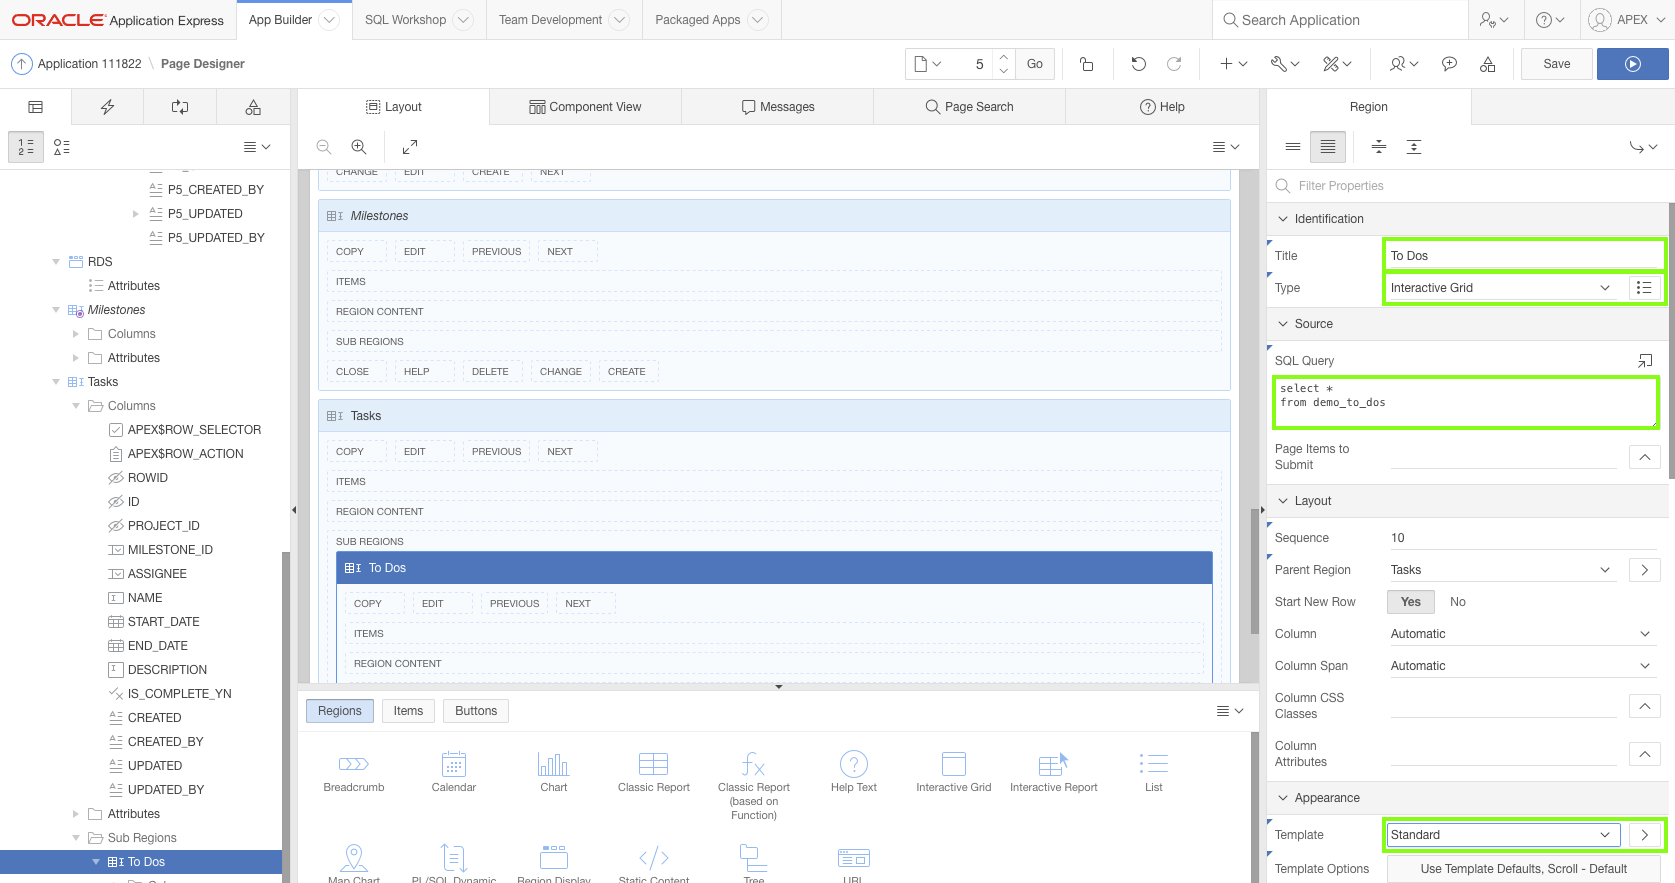 ORACLE Application Express
App Builder
SQL Workshop
Team Development
Packaged Apps
Search Application
APEX
Application 111822 \ Page Designer
5
Go
Save
Layout
Component View
Messages
Page Search
Help
Region
P5_CREATED_BY
P5_UPDATED
P5_UPDATED_BY
RDS
Attributes
Milestones
Columns
Attributes
Tasks
Columns
APEX$ROW_SELECTOR
APEX$ROW_ACTION
ROWID
ID
PROJECT_ID
MILESTONE_ID
ASSIGNEE
NAME
START_DATE
END_DATE
DESCRIPTION
IS_COMPLETE_YN
CREATED
CREATED_BY
UPDATED
UPDATED_BY
Attributes
Sub Regions
To Dos
CHANGE EDIT CREATE NEXT
Milestones
COPY EDIT PREVIOUS NEXT
ITEMS
REGION CONTENT
SUB REGIONS
CLOSE HELP DELETE CHANGE CREATE
Tasks
COPY EDIT PREVIOUS NEXT
ITEMS
REGION CONTENT
SUB REGIONS
To Dos
COPY EDIT PREVIOUS NEXT
ITEMS
REGION CONTENT
Regions
Items
Buttons
Breadcrumb
Calendar
Chart
Classic Report
Classic Report
(based on
Function)
Help Text
Interactive Grid
Interactive Report
List
Map Chart
PL/SQL Dynamic
Region Display
Static Content
Tree
URL
Filter Properties
Identification
Title To Dos
Type Interactive Grid
Source
SQL Query
select *
from demo_to_dos
Page Items to
Submit
Layout
Sequence 10
Parent Region Tasks
Start New Row Yes No
Column Automatic
Column Span Automatic
Column CSS
Classes
Column
Attributes
Appearance
Template Standard
Template Options Use Template Defaults, Scroll - Default